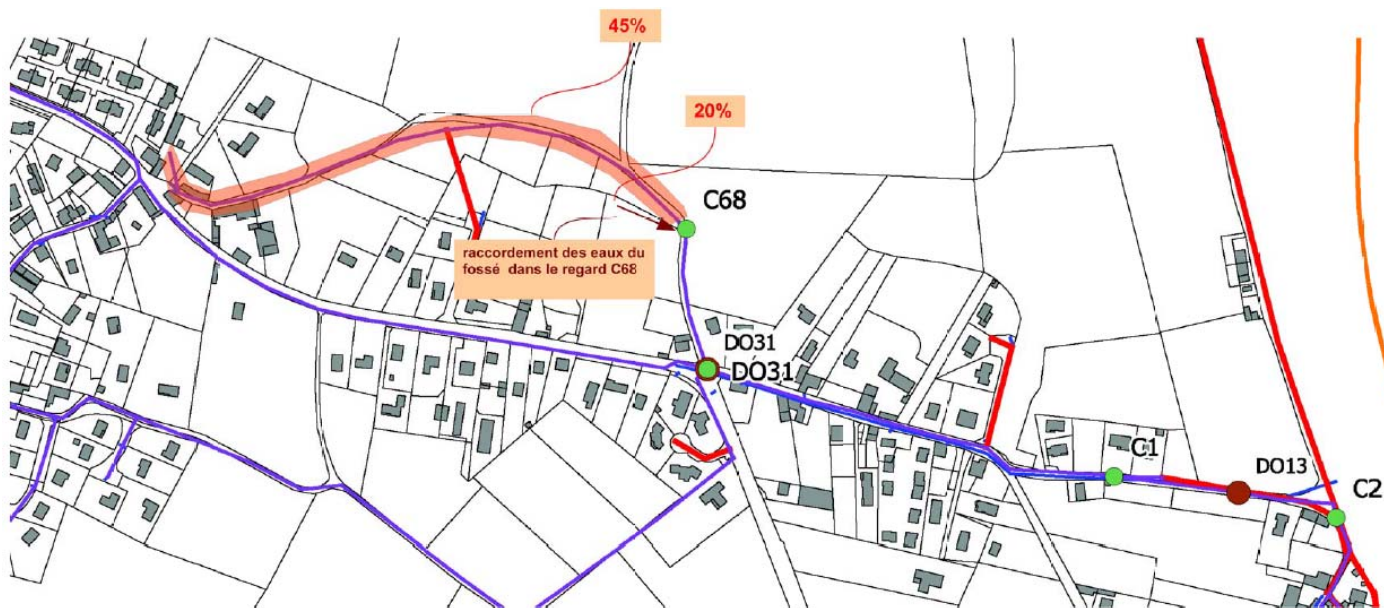 45%
20%
C68
raccordement des eaux du
fossé dans le regard C68
DO31
DO31
C1
DO13
C2